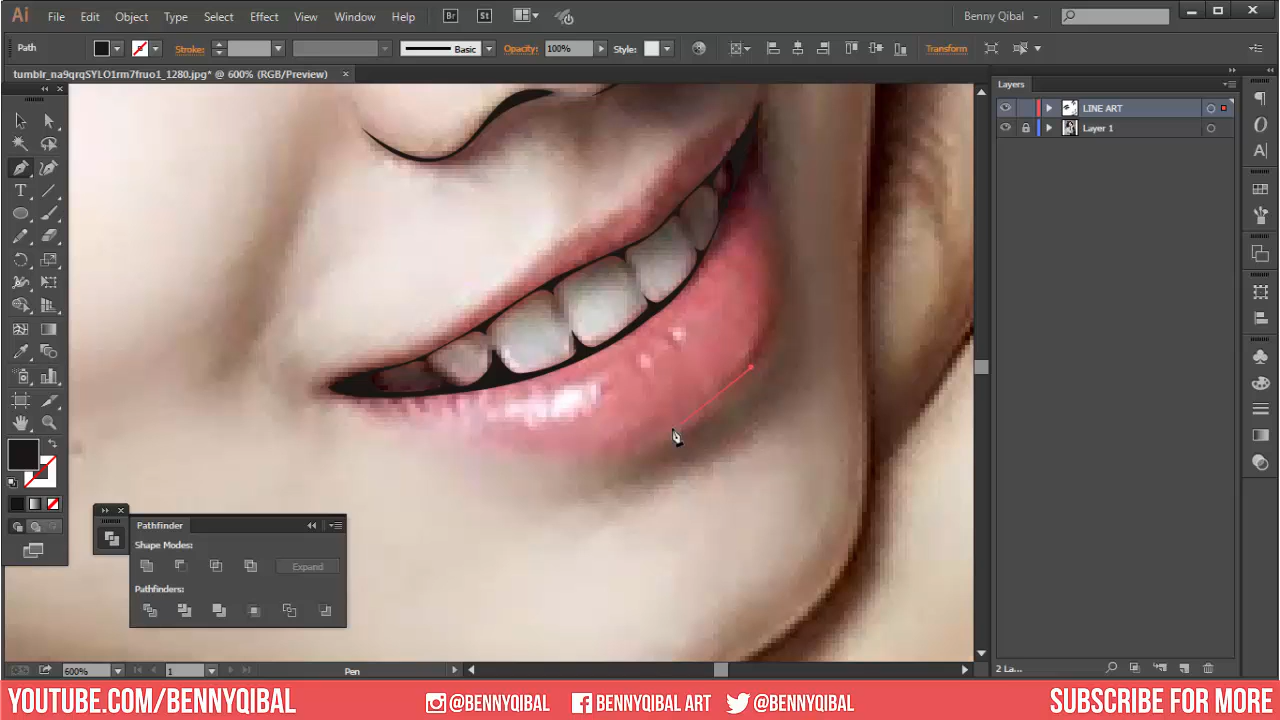 Ai File Edit Object Type Select Effect View Window Help Br St Benny Qibal
Path Stroke: Basic Opacity: 100% Style: Transform
tumblr_na9qrqSYLO1rm7fruo1_1280.jpg* @ 600% (RGB/Preview)
Layers
LINE ART
Layer 1
Pathfinder
Shape Modes:
Expand
Pathfinders:
600% 1 Pen 2 La...
YOUTUBE.COM/BENNYQIBAL @BENNYQIBAL BENNYQIBAL ART @BENNYQIBAL SUBSCRIBE FOR MORE